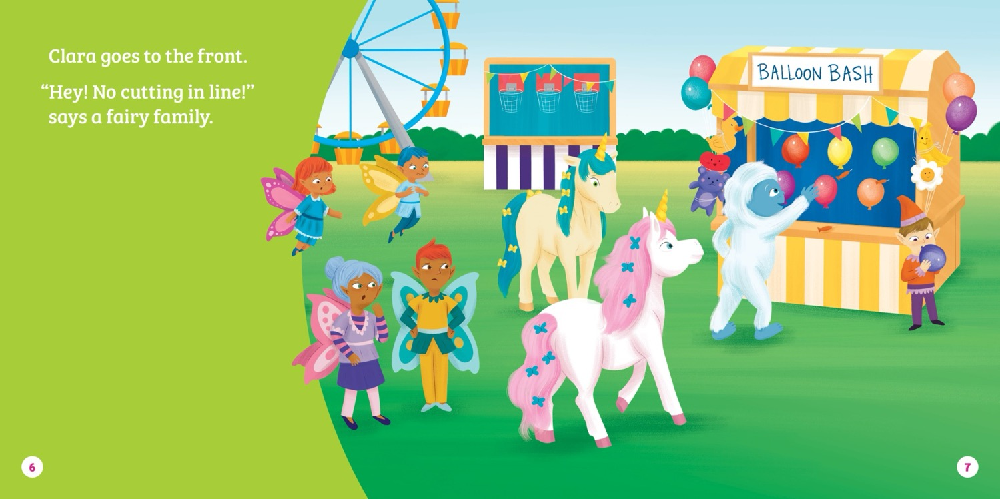 Clara goes to the front.
“Hey! No cutting in line!”
says a fairy family.
BALLOON BASH
6
7